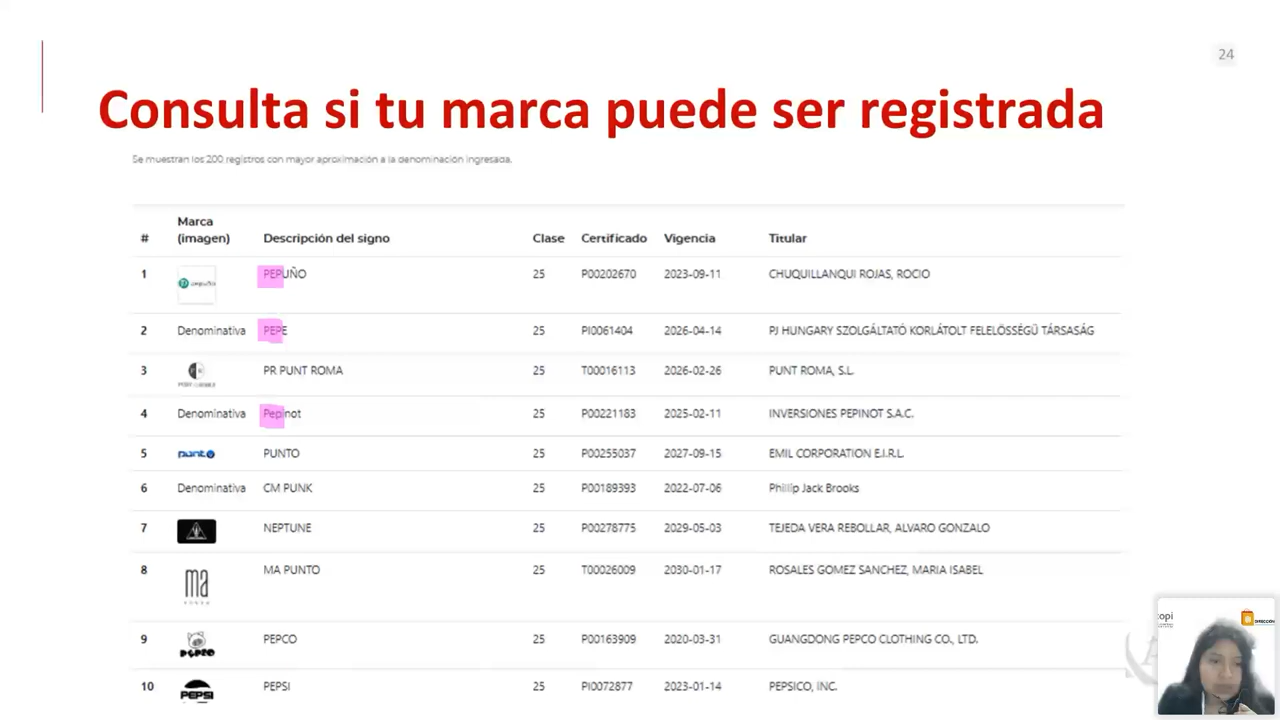 24
Consulta si tu marca puede ser registrada
Se muestran los 200 registros con mayor aproximación a la denominación ingresada.
# Marca (imagen) Descripción del signo Clase Certificado Vigencia Titular
1 PEPUÑO 25 P00202670 2023-09-11 CHUQUILLANQUI ROJAS, ROCIO
2 Denominativa PEPE 25 PI0061404 2026-04-14 PJ HUNGARY SZOLGÁLTATÓ KORLÁTOLT FELELÖSSÉGŰ TÁRSASÁG
3 PR PUNT ROMA 25 T00016113 2026-02-26 PUNT ROMA, S.L.
4 Denominativa Pepinot 25 P00221183 2025-02-11 INVERSIONES PEPINOT S.A.C.
5 punto PUNTO 25 P00255037 2027-09-15 EMIL CORPORATION E.I.R.L.
6 Denominativa CM PUNK 25 P00189393 2022-07-06 Phillip Jack Brooks
7 NEPTUNE 25 P00278775 2029-05-03 TEJEDA VERA REBOLLAR, ALVARO GONZALO
8 ma MA PUNTO 25 T00026009 2030-01-17 ROSALES GOMEZ SANCHEZ, MARIA ISABEL
9 PEPCO 25 P00163909 2020-03-31 GUANGDONG PEPCO CLOTHING CO., LTD.
10 PEPSI PEPSI 25 PI0072877 2023-01-14 PEPSICO, INC.
copi